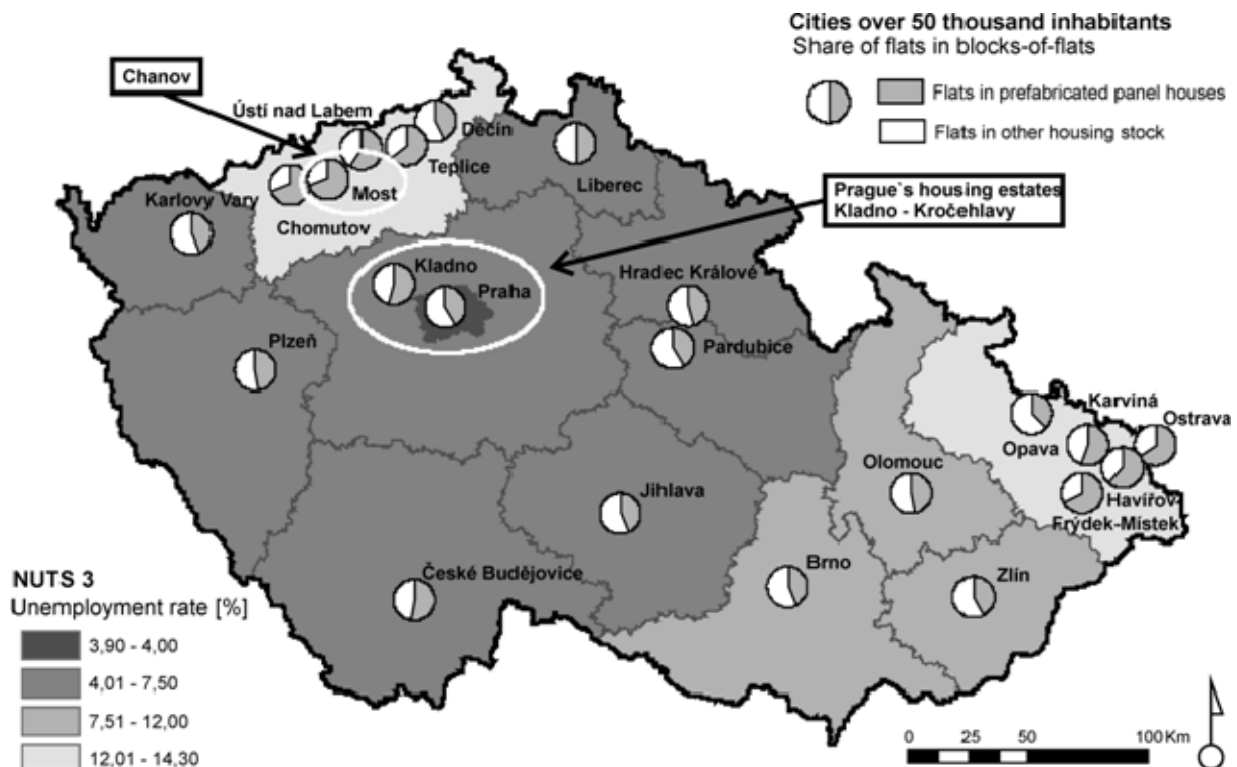 Cities over 50 thousand inhabitants
Share of flats in blocks-of-flats
Flats in prefabricated panel houses
Flats in other housing stock
Chanov
Ústí nad Labem
Děčín
Teplice
Liberec
Most
Karlovy Vary
Chomutov
Prague`s housing estates
Kladno - Kročehlavy
Kladno
Praha
Hradec Králové
Pardubice
Plzeň
Karviná
Ostrava
Opava
Olomouc
Havířov
Frýdek-Místek
Jihlava
Brno
Zlín
České Budějovice
NUTS 3
Unemployment rate [%]
3,90 - 4,00
4,01 - 7,50
7,51 - 12,00
12,01 - 14,30
0 25 50 100 Km